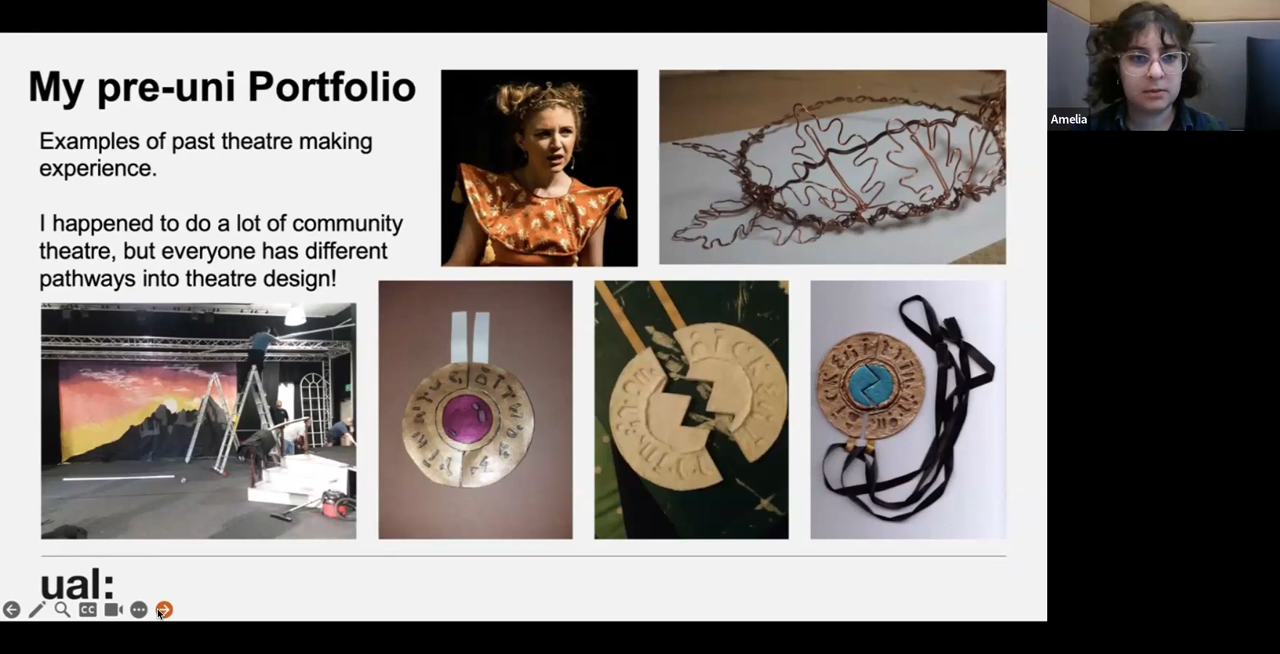 My pre-uni Portfolio
Examples of past theatre making
experience.
I happened to do a lot of community
theatre, but everyone has different
pathways into theatre design!
ual:
CC
Amelia